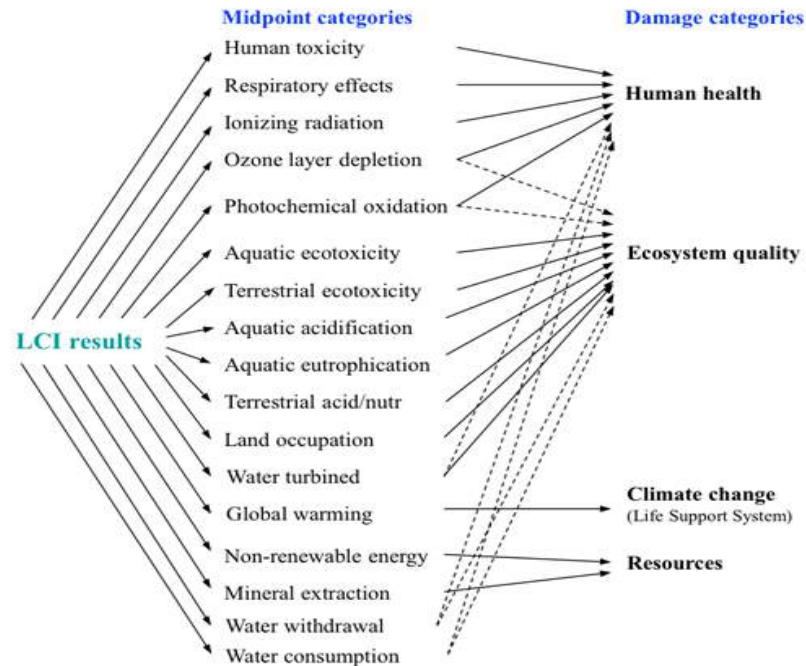 Midpoint categories
Damage categories
Human toxicity
Respiratory effects
Human health
Ionizing radiation
Ozone layer depletion
Photochemical oxidation
Aquatic ecotoxicity
Ecosystem quality
Terrestrial ecotoxicity
Aquatic acidification
LCI results
Aquatic eutrophication
Terrestrial acid/nutr
Land occupation
Water turbined
Climate change
(Life Support System)
Global warming
Non-renewable energy
Resources
Mineral extraction
Water withdrawal
Water consumption